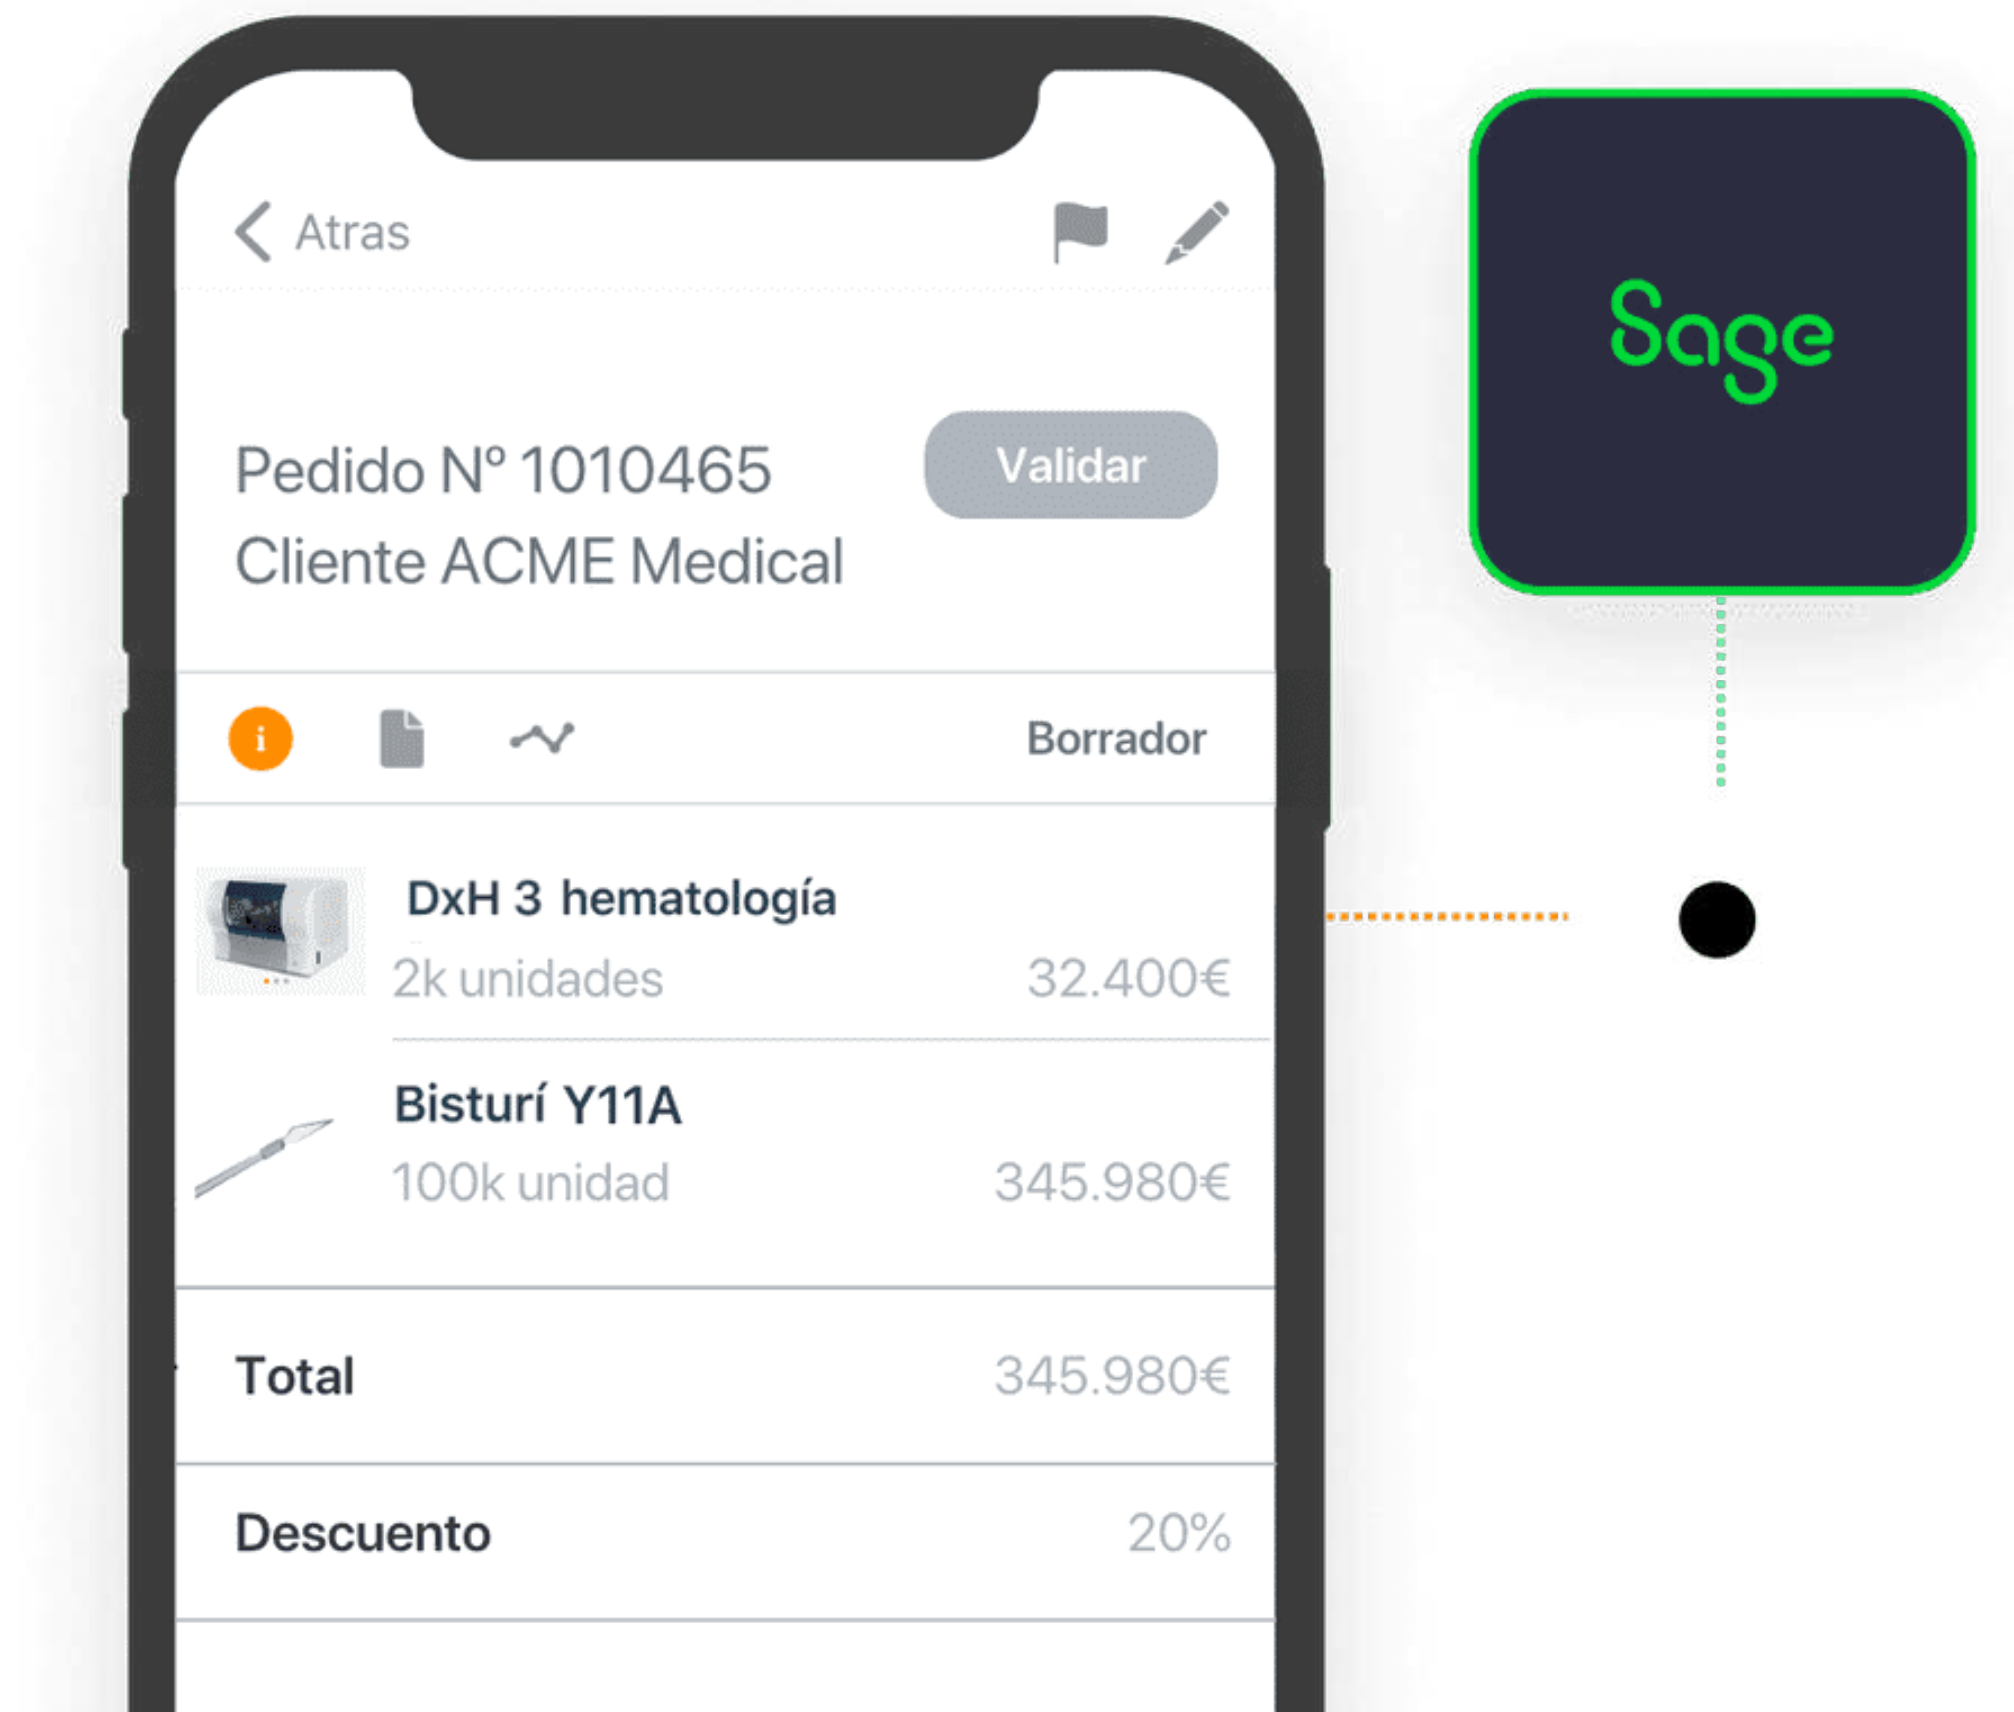 Atras
Pedido Nº 1010465
Validar
Cliente ACME Medical
i
Borrador
DxH 3 hematología
2k unidades
32.400€
Bisturí Y11A
100k unidad
345.980€
Total
345.980€
Descuento
20%
Sage